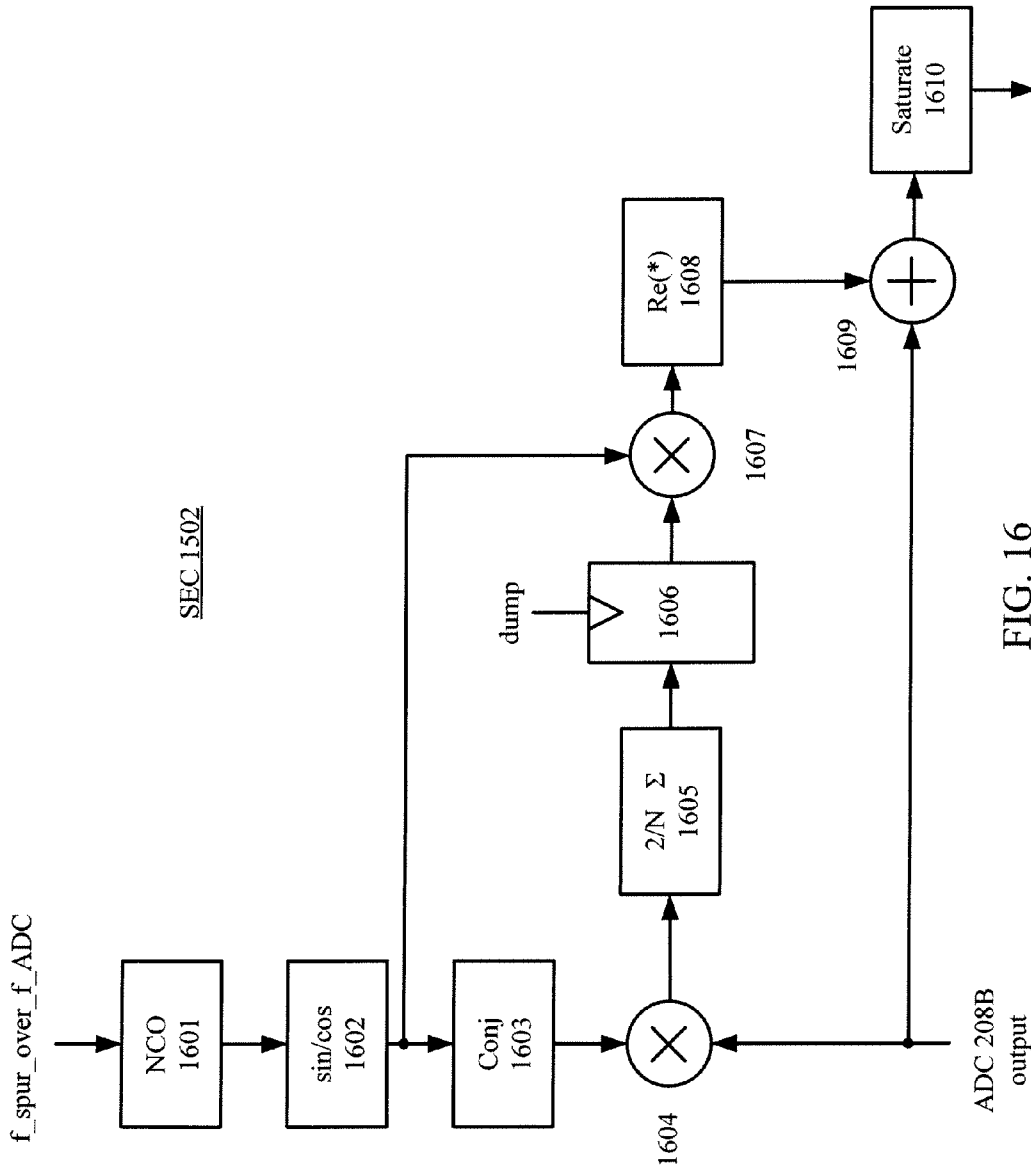 SEC 1502
f_spur_over_f_ADC
NCO
1601
sin/cos
1602
Conj
1603
1604
ADC 208B
output
2/N Σ
1605
dump
1606
1607
Re(*)
1608
1609
Saturate
1610
FIG. 16